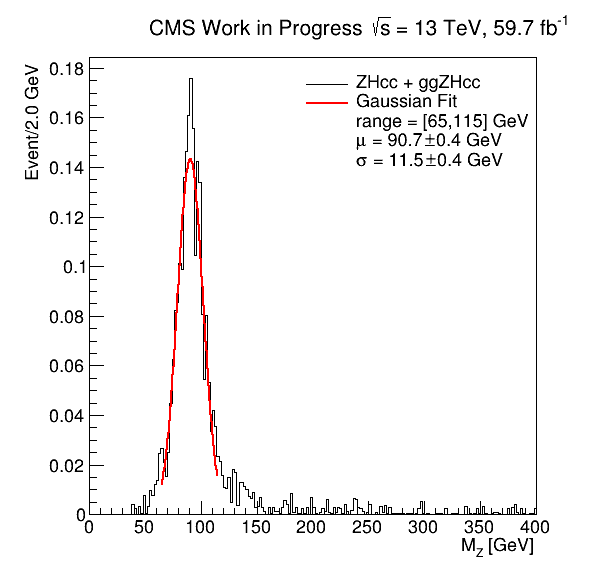 CMS Work in Progress √s = 13 TeV, 59.7 fb⁻¹
Event/2.0 GeV
ZHcc + ggZHcc
Gaussian Fit
range = [65,115] GeV
μ = 90.7±0.4 GeV
σ = 11.5±0.4 GeV
0.18
0.16
0.14
0.12
0.1
0.08
0.06
0.04
0.02
0
0 50 100 150 200 250 300 350 400
M_Z [GeV]